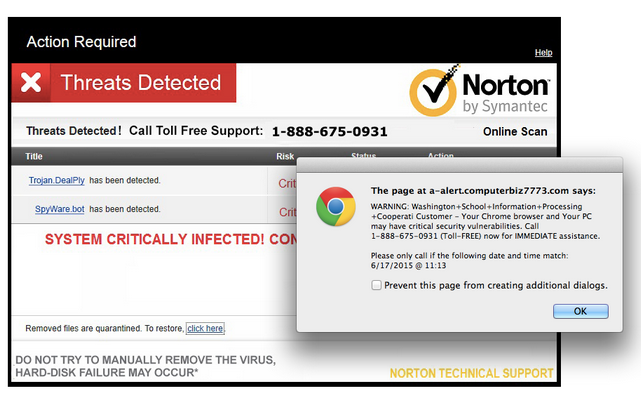 Action Required
Help
Threats Detected
Norton
by Symantec
Threats Detected! Call Toll Free Support: 1-888-675-0931
Online Scan
Title Risk Status Action
Trojan.DealPly has been detected.
SpyWare.bot has been detected.
SYSTEM CRITICALLY INFECTED!
Removed files are quarantined. To restore, click here.
DO NOT TRY TO MANUALLY REMOVE THE VIRUS,
HARD-DISK FAILURE MAY OCCUR*
NORTON TECHNICAL SUPPORT
The page at a-alert.computerbiz7773.com says:
WARNING: Washington+School+Information+Processing
+Cooperati Customer - Your Chrome browser and Your PC
may have critical security vulnerabilities. Call
1-888-675-0931 (Toll-FREE) now for IMMEDIATE assistance.
Please only call if the following date and time match:
6/17/2015 @ 11:13
Prevent this page from creating additional dialogs.
OK